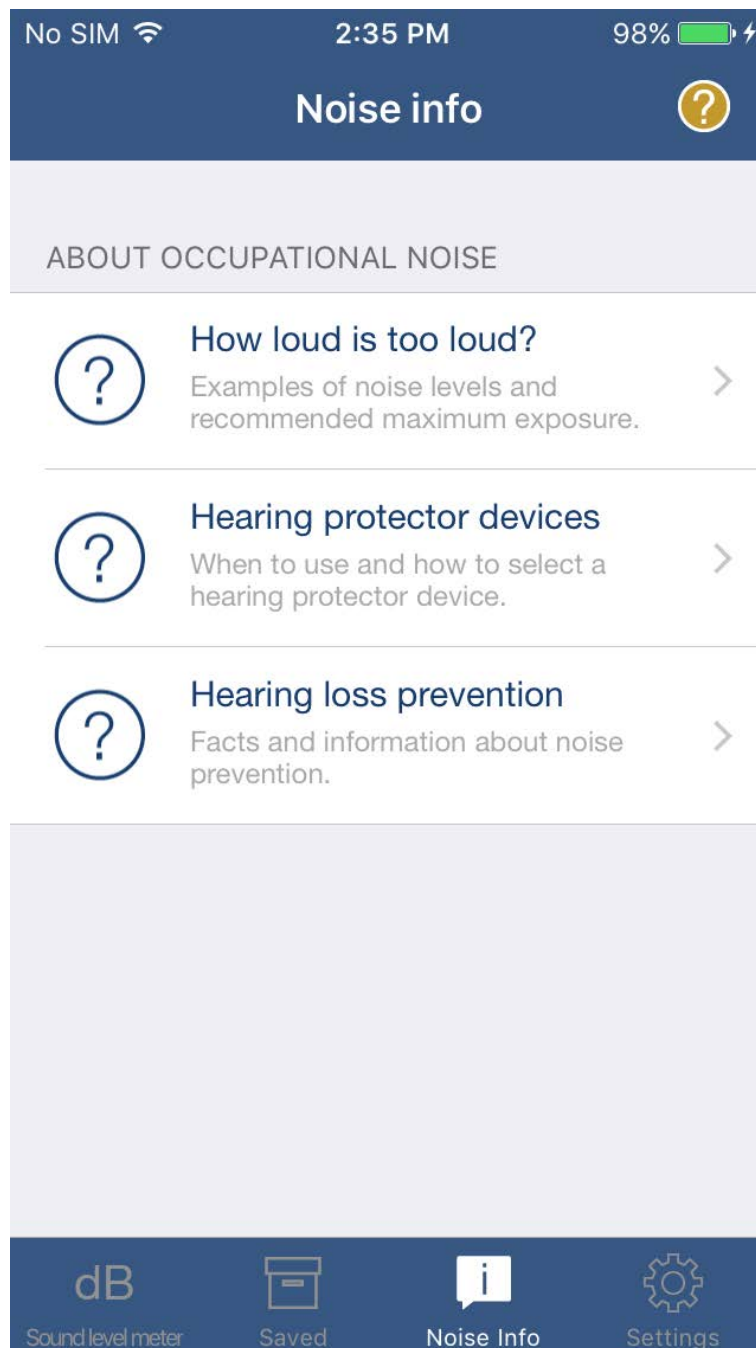 No SIM 2:35 PM 98%
Noise info ?
ABOUT OCCUPATIONAL NOISE
? How loud is too loud?
Examples of noise levels and
recommended maximum exposure.
? Hearing protector devices
When to use and how to select a
hearing protector device.
? Hearing loss prevention
Facts and information about noise
prevention.
dB i
Sound level meter Saved Noise Info Settings